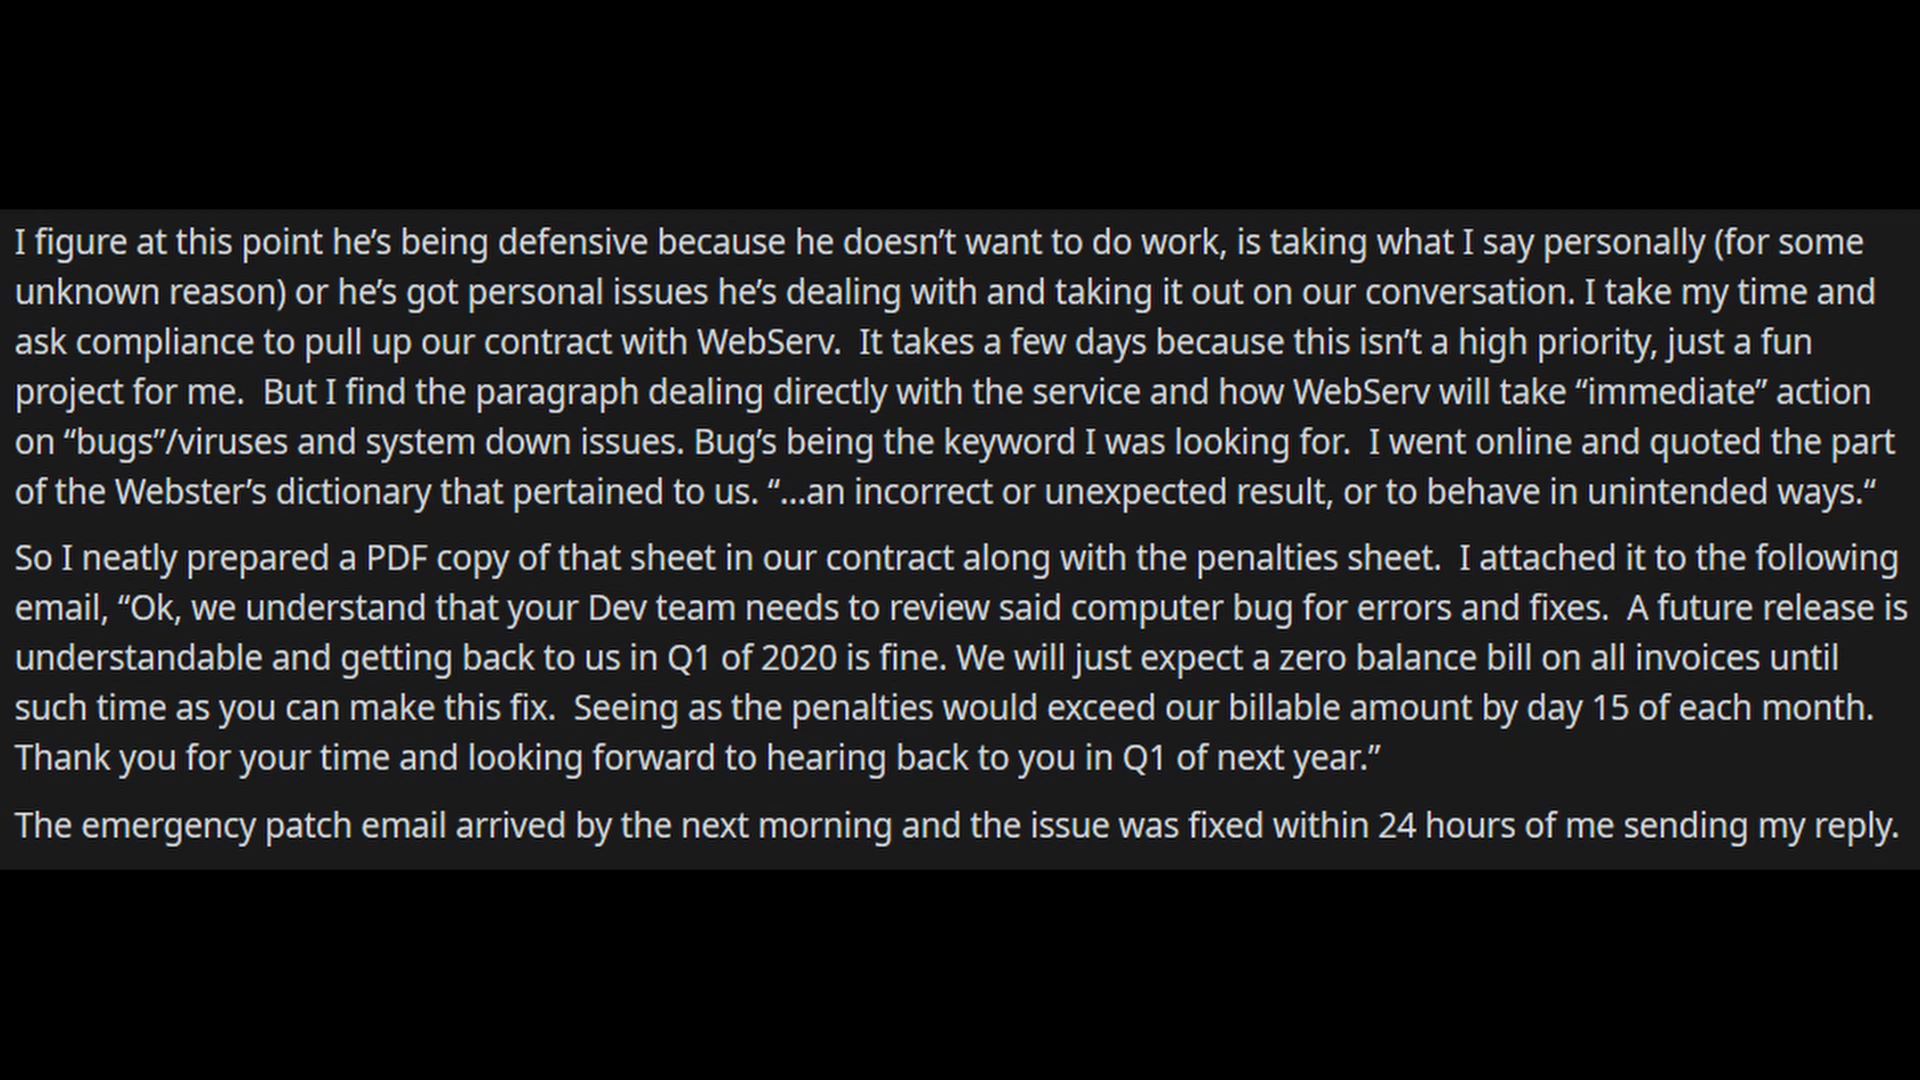 I figure at this point he’s being defensive because he doesn’t want to do work, is taking what I say personally (for some
unknown reason) or he’s got personal issues he’s dealing with and taking it out on our conversation. I take my time and
ask compliance to pull up our contract with WebServ.  It takes a few days because this isn’t a high priority, just a fun
project for me.  But I find the paragraph dealing directly with the service and how WebServ will take “immediate” action
on “bugs”/viruses and system down issues. Bug’s being the keyword I was looking for.  I went online and quoted the part
of the Webster’s dictionary that pertained to us. “...an incorrect or unexpected result, or to behave in unintended ways.“
So I neatly prepared a PDF copy of that sheet in our contract along with the penalties sheet.  I attached it to the following
email, “Ok, we understand that your Dev team needs to review said computer bug for errors and fixes.  A future release is
understandable and getting back to us in Q1 of 2020 is fine. We will just expect a zero balance bill on all invoices until
such time as you can make this fix.  Seeing as the penalties would exceed our billable amount by day 15 of each month.
Thank you for your time and looking forward to hearing back to you in Q1 of next year.”
The emergency patch email arrived by the next morning and the issue was fixed within 24 hours of me sending my reply.